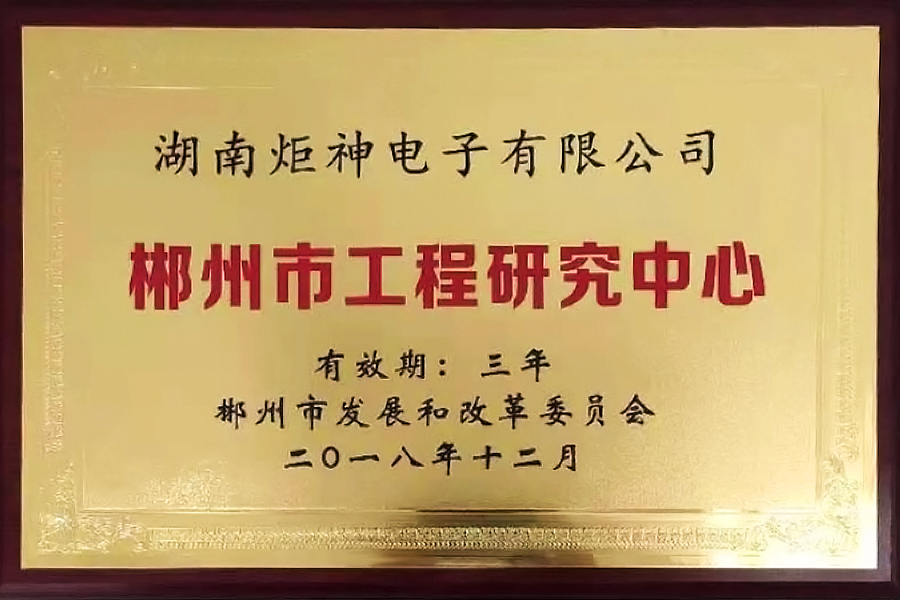 湖南炬神电子有限公司
郴州市工程研究中心
有效期：三年
郴州市发展和改革委员会
二〇一八年十二月